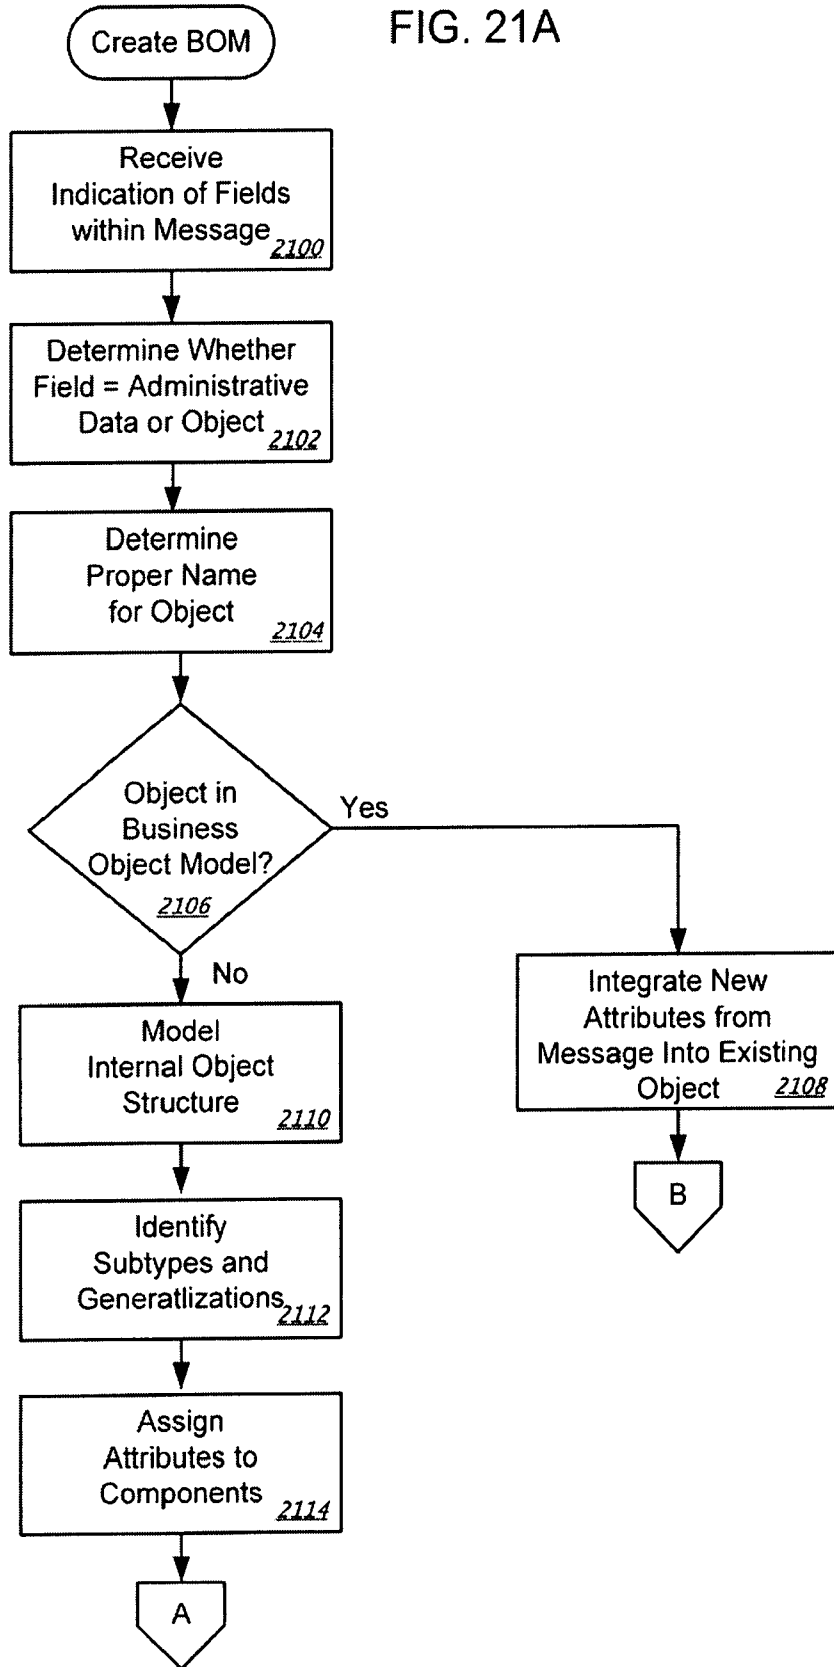 FIG. 21A
Create BOM
Receive
Indication of Fields
within Message
2100
Determine Whether
Field = Administrative
Data or Object
2102
Determine
Proper Name
for Object
2104
Object in
Business
Object Model?
2106
Yes
No
Integrate New
Attributes from
Message Into Existing
Object
2108
B
Model
Internal Object
Structure
2110
Identify
Subtypes and
Generatlizations
2112
Assign
Attributes to
Components
2114
A